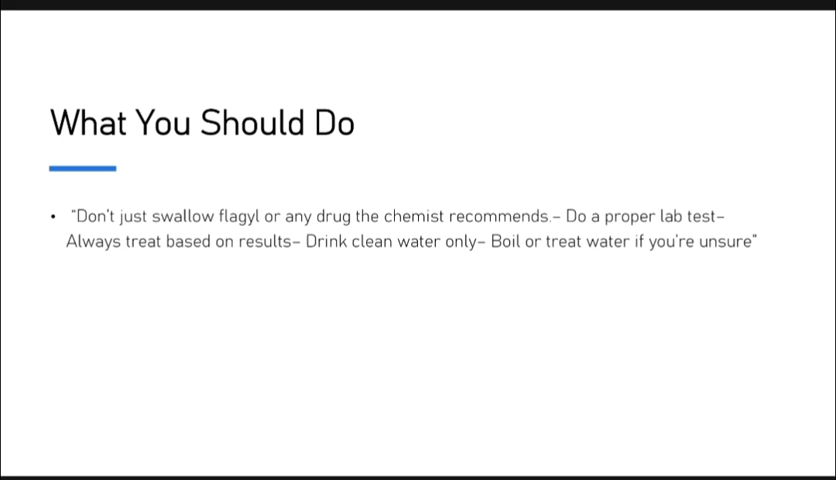 What You Should Do
• "Don't just swallow flagyl or any drug the chemist recommends.– Do a proper lab test–
Always treat based on results– Drink clean water only– Boil or treat water if you're unsure"